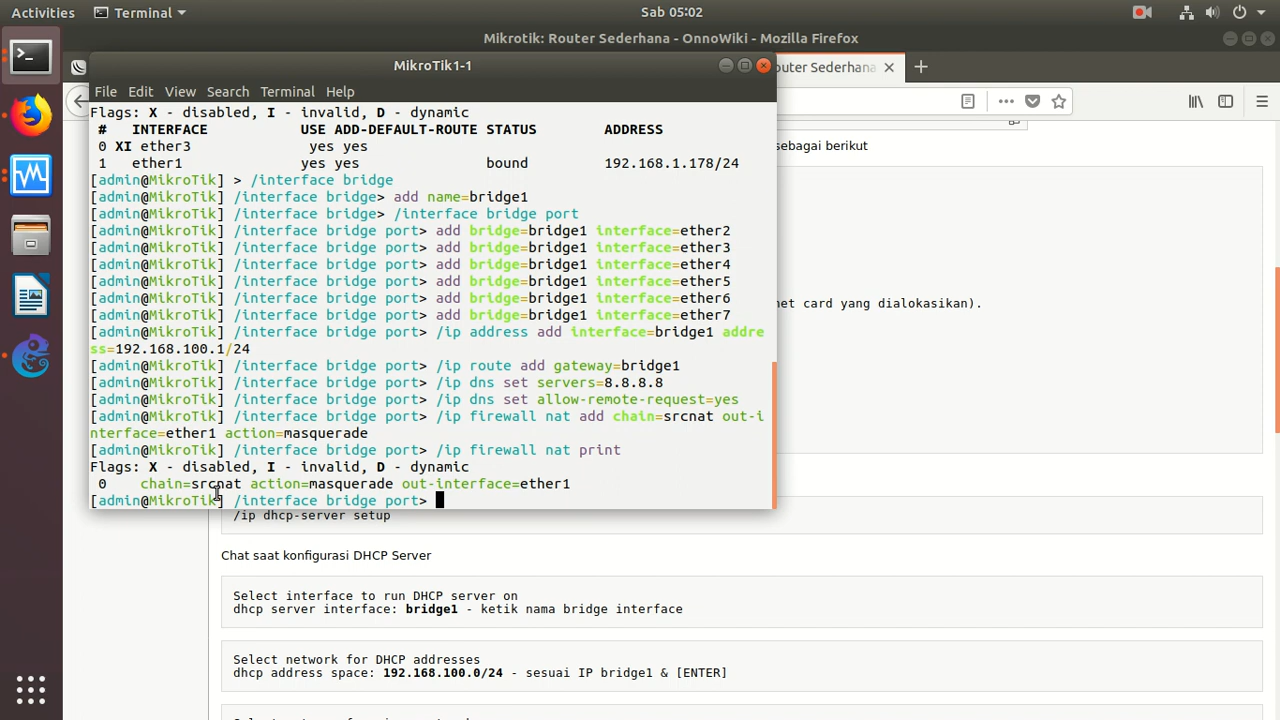 Activities
Terminal
Sab 05:02
Mikrotik: Router Sederhana - OnnoWiki - Mozilla Firefox
MikroTik1-1
outer Sederhana
File Edit View Search Terminal Help
Flags: X - disabled, I - invalid, D - dynamic
# INTERFACE USE ADD-DEFAULT-ROUTE STATUS ADDRESS
0 XI ether3 yes yes
1 ether1 yes yes bound 192.168.1.178/24
[admin@MikroTik] > /interface bridge
[admin@MikroTik] /interface bridge> add name=bridge1
[admin@MikroTik] /interface bridge> /interface bridge port
[admin@MikroTik] /interface bridge port> add bridge=bridge1 interface=ether2
[admin@MikroTik] /interface bridge port> add bridge=bridge1 interface=ether3
[admin@MikroTik] /interface bridge port> add bridge=bridge1 interface=ether4
[admin@MikroTik] /interface bridge port> add bridge=bridge1 interface=ether5
[admin@MikroTik] /interface bridge port> add bridge=bridge1 interface=ether6
[admin@MikroTik] /interface bridge port> add bridge=bridge1 interface=ether7
[admin@MikroTik] /interface bridge port> /ip address add interface=bridge1 addre
ss=192.168.100.1/24
[admin@MikroTik] /interface bridge port> /ip route add gateway=bridge1
[admin@MikroTik] /interface bridge port> /ip dns set servers=8.8.8.8
[admin@MikroTik] /interface bridge port> /ip dns set allow-remote-request=yes
[admin@MikroTik] /interface bridge port> /ip firewall nat add chain=srcnat out-i
nterface=ether1 action=masquerade
[admin@MikroTik] /interface bridge port> /ip firewall nat print
Flags: X - disabled, I - invalid, D - dynamic
0 chain=srcnat action=masquerade out-interface=ether1
[admin@MikroTik] /interface bridge port>
sebagai berikut
net card yang dialokasikan).
/ip dhcp-server setup
Chat saat konfigurasi DHCP Server
Select interface to run DHCP server on
dhcp server interface: bridge1 - ketik nama bridge interface
Select network for DHCP addresses
dhcp address space: 192.168.100.0/24 - sesuai IP bridge1 & [ENTER]